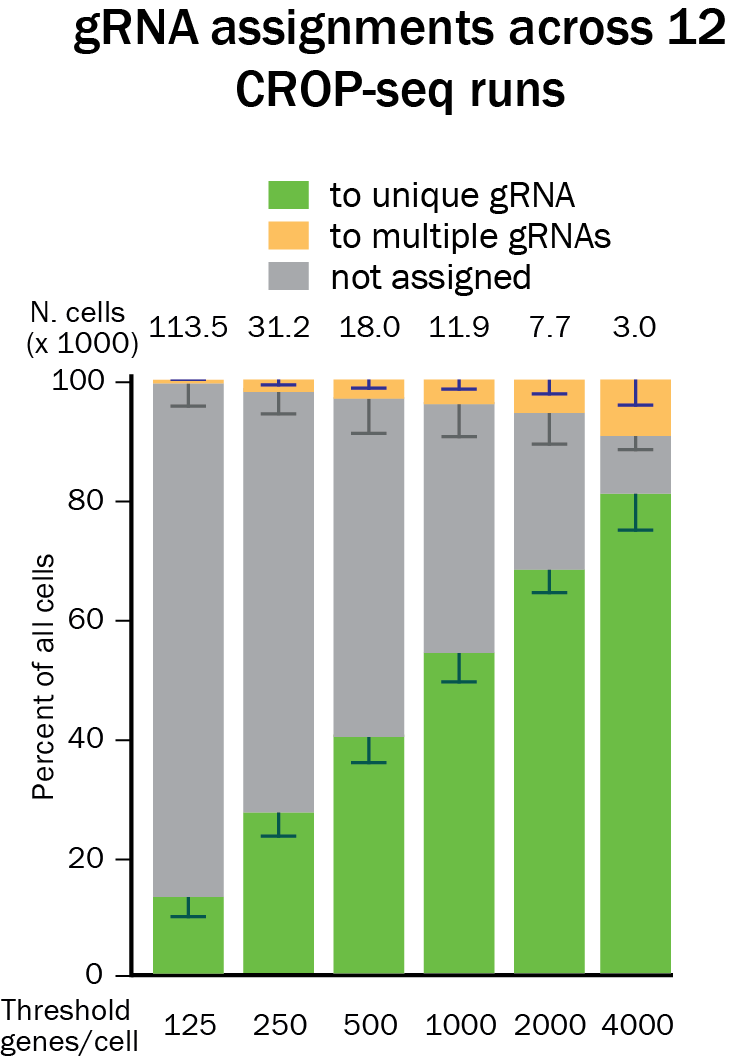 gRNA assignments across 12
CROP-seq runs
to unique gRNA
to multiple gRNAs
not assigned
N. cells
(x 1000) 113.5 31.2 18.0 11.9 7.7 3.0
100
80
60
40
20
0
Percent of all cells
Threshold
genes/cell 125 250 500 1000 2000 4000